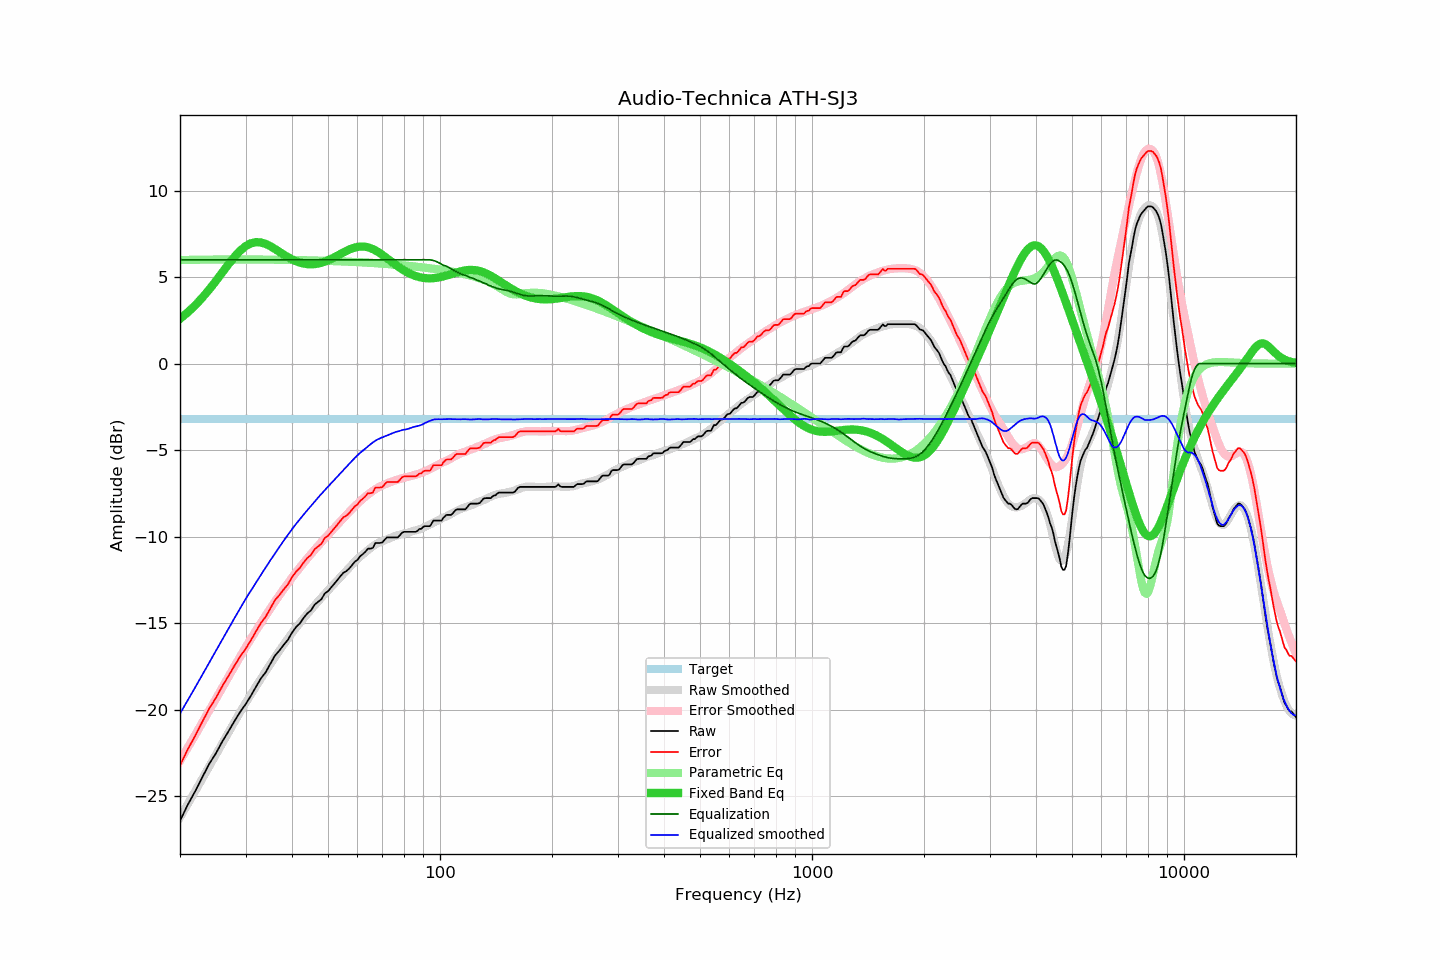 Audio-Technica ATH-SJ3
Amplitude (dBr)
10
5
0
−5
−10
−15
−20
−25
Target
Raw Smoothed
Error Smoothed
Raw
Error
Parametric Eq
Fixed Band Eq
Equalization
Equalized smoothed
100
1000
10000
Frequency (Hz)